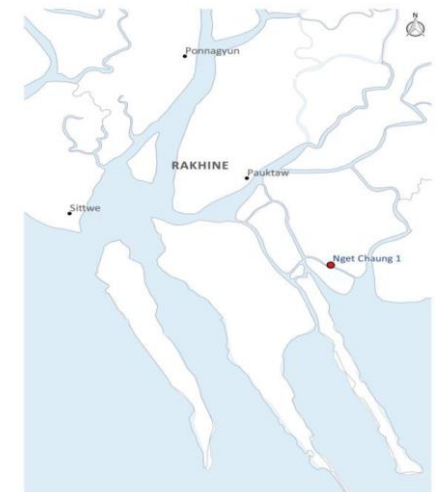 N
Ponnagyun
RAKHINE
Pauktaw
Sittwe
Nget Chaung 1